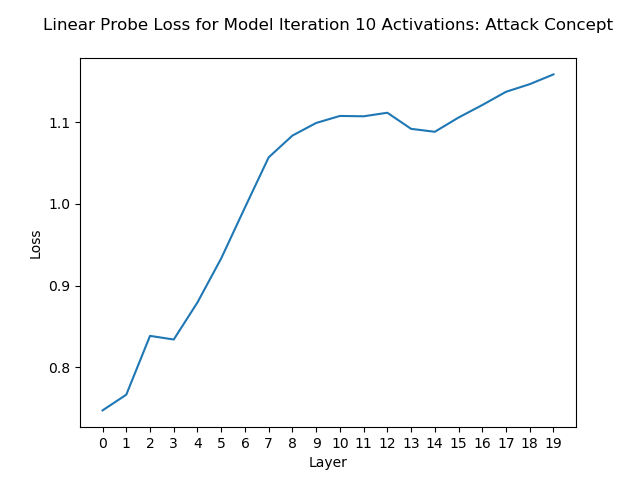 Linear Probe Loss for Model Iteration 10 Activations: Attack Concept
1.1
1.0
0.9
0.8
Loss
0 1 2 3 4 5 6 7 8 9 10 11 12 13 14 15 16 17 18 19
Layer